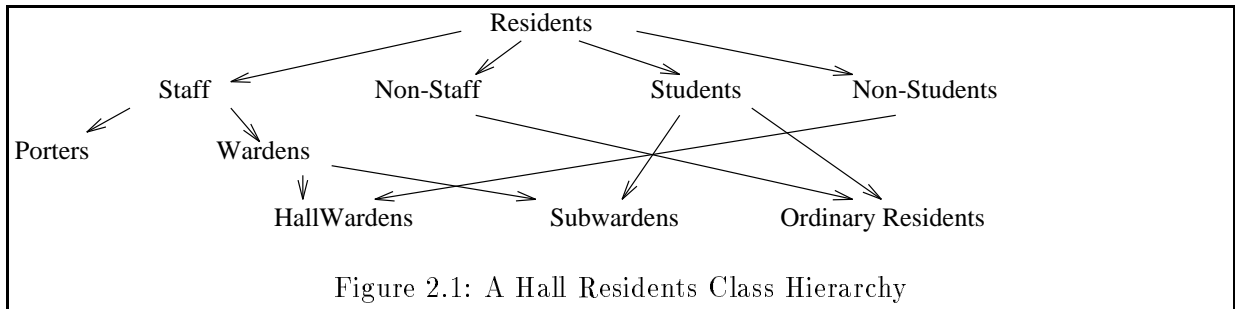 Residents
Staff Non-Staff Students Non-Students
Porters Wardens
HallWardens Subwardens Ordinary Residents
Figure 2.1: A Hall Residents Class Hierarchy